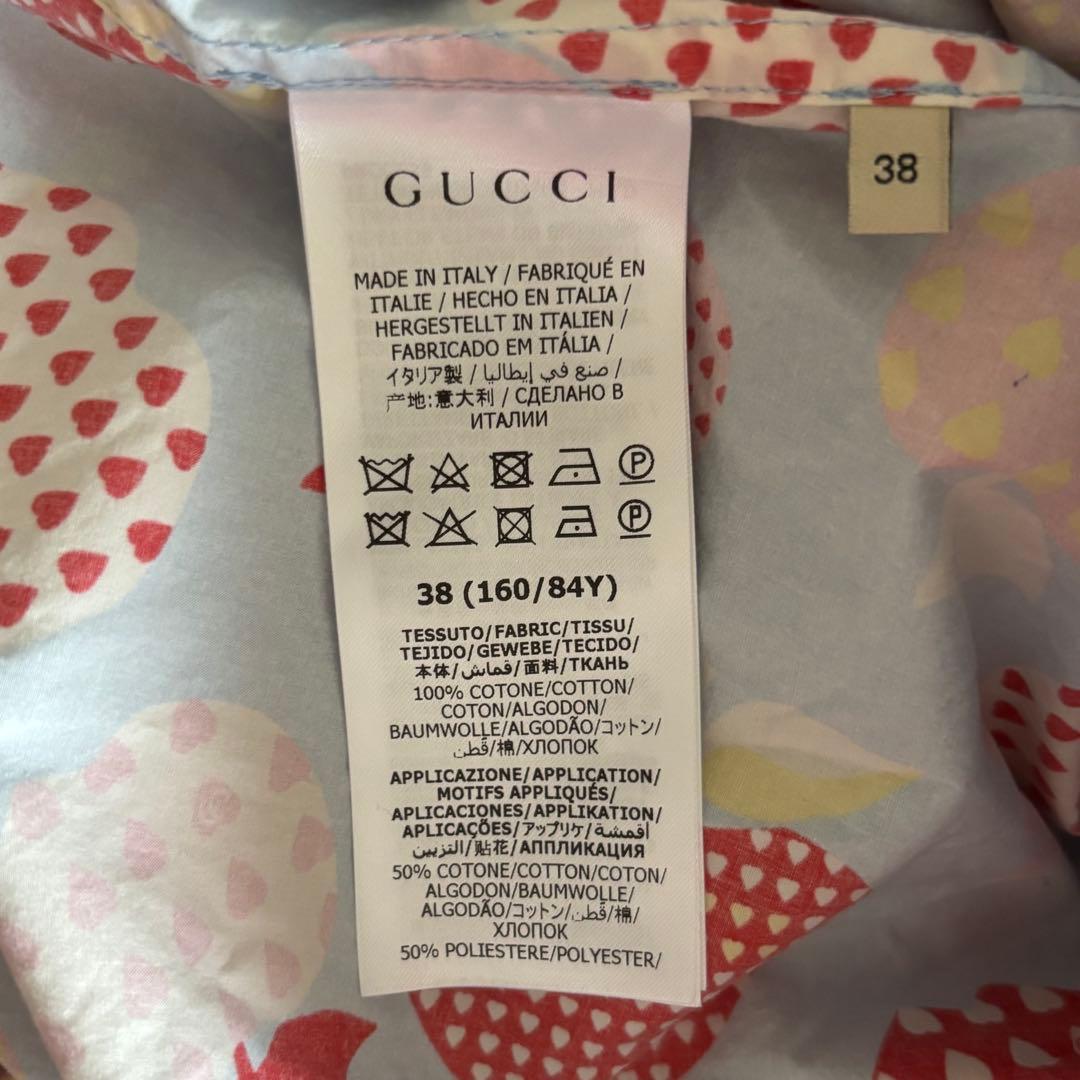 GUCCI
38
MADE IN ITALY / FABRIQUÉ EN
ITALIE / HECHO EN ITALIA /
HERGESTELLT IN ITALIEN /
FABRICADO EM ITÁLIA /
イタリア製 / صنع في إيطاليا /
产地:意大利 / СДЕЛАНО В
ИТАЛИИ
P
P
38 (160/84Y)
TESSUTO/FABRIC/TISSU/
TEJIDO/GEWEBE/TECIDO/
本体/قماش/面料/ТКАНЬ
100% COTONE/COTTON/
COTON/ALGODON/
BAUMWOLLE/ALGODÃO/コットン/
قطن/棉/ХЛОПОК
APPLICAZIONE/APPLICATION/
MOTIFS APPLIQUÉS/
APLICACIONES/APPLIKATION/
APLICAÇÕES/アップリケ/أقمشة
التزيين/貼花/АППЛИКАЦИЯ
50% COTONE/COTTON/COTON/
ALGODON/BAUMWOLLE/
ALGODÃO/コットン/قطن/棉/
ХЛОПОК
50% POLIESTERE/POLYESTER/